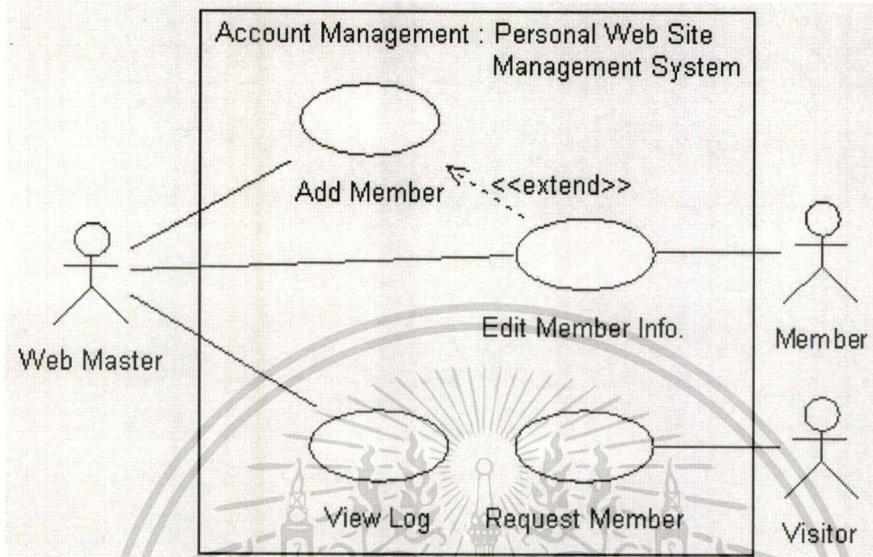 Account Management : Personal Web Site
Management System
Add Member
<<extend>>
Edit Member Info.
Web Master
Member
View Log
Request Member
Visitor